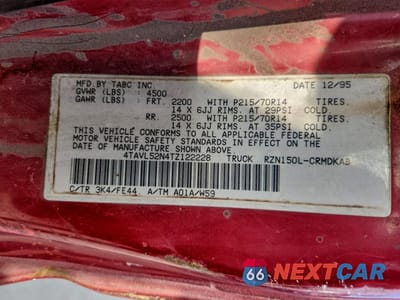 MFD. BY TABC INC DATE 12/95
GVWR (LBS) 4500
GAWR (LBS) FRT. 2200 WITH P215/70R14 TIRES.
14 X 6JJ RIMS. AT 29PSI COLD.
RR 2500 WITH P215/70R14 TIRES.
14 X 6JJ RIMS. AT 35PSI COLD.
THIS VEHICLE CONFORMS TO ALL APPLICABLE FEDERAL
MOTOR VEHICLE SAFETY STANDARDS IN EFFECT ON THE
DATE OF MANUFACTURE SHOWN ABOVE.
4TAVL52N4TZ122228 TRUCK RZN150L-CRMDKAB
C/TR 3K4/FE44 A/TM A01A/W59
66 NEXTCAR